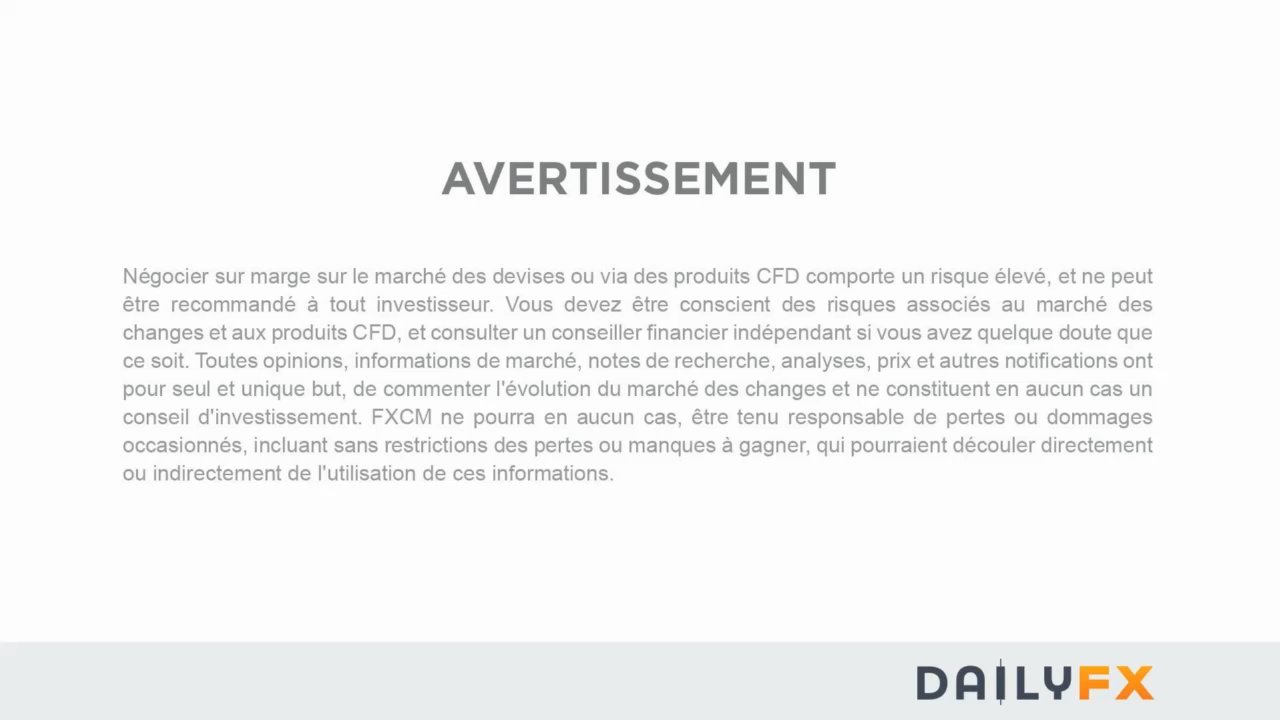 AVERTISSEMENT
Négocier sur marge sur le marché des devises ou via des produits CFD comporte un risque élevé, et ne peut
être recommandé à tout investisseur. Vous devez être conscient des risques associés au marché des
changes et aux produits CFD, et consulter un conseiller financier indépendant si vous avez quelque doute que
ce soit. Toutes opinions, informations de marché, notes de recherche, analyses, prix et autres notifications ont
pour seul et unique but, de commenter l'évolution du marché des changes et ne constituent en aucun cas un
conseil d'investissement. FXCM ne pourra en aucun cas, être tenu responsable de pertes ou dommages
occasionnés, incluant sans restrictions des pertes ou manques à gagner, qui pourraient découler directement
ou indirectement de l'utilisation de ces informations.
DAILYFX